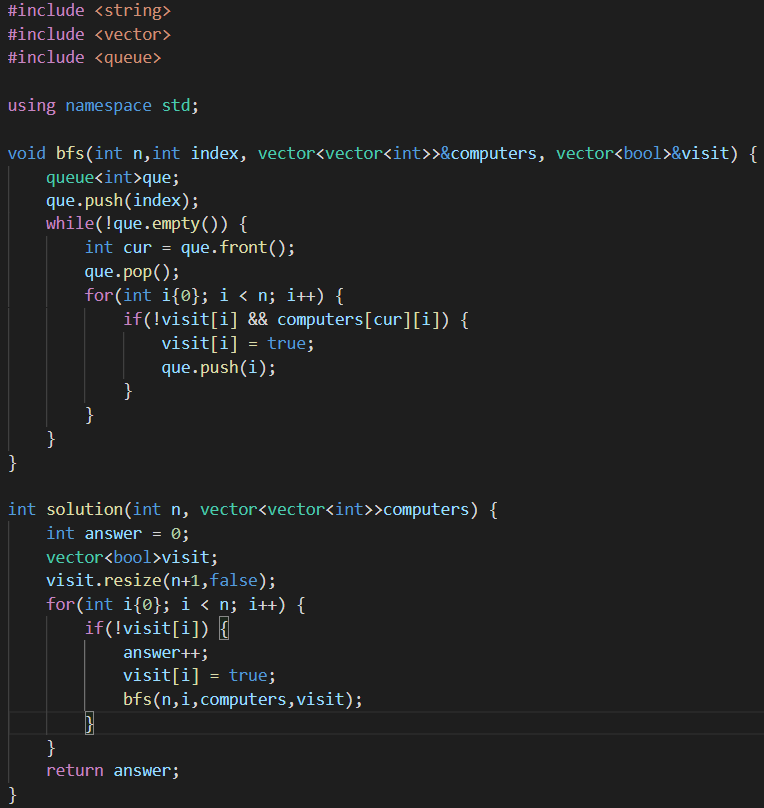 #include <string>
#include <vector>
#include <queue>

using namespace std;

void bfs(int n,int index, vector<vector<int>>&computers, vector<bool>&visit) {
    queue<int>que;
    que.push(index);
    while(!que.empty()) {
        int cur = que.front();
        que.pop();
        for(int i{0}; i < n; i++) {
            if(!visit[i] && computers[cur][i]) {
                visit[i] = true;
                que.push(i);
            }
        }
    }
}

int solution(int n, vector<vector<int>>computers) {
    int answer = 0;
    vector<bool>visit;
    visit.resize(n+1,false);
    for(int i{0}; i < n; i++) {
        if(!visit[i]) {
            answer++;
            visit[i] = true;
            bfs(n,i,computers,visit);
        }
    }
    return answer;
}